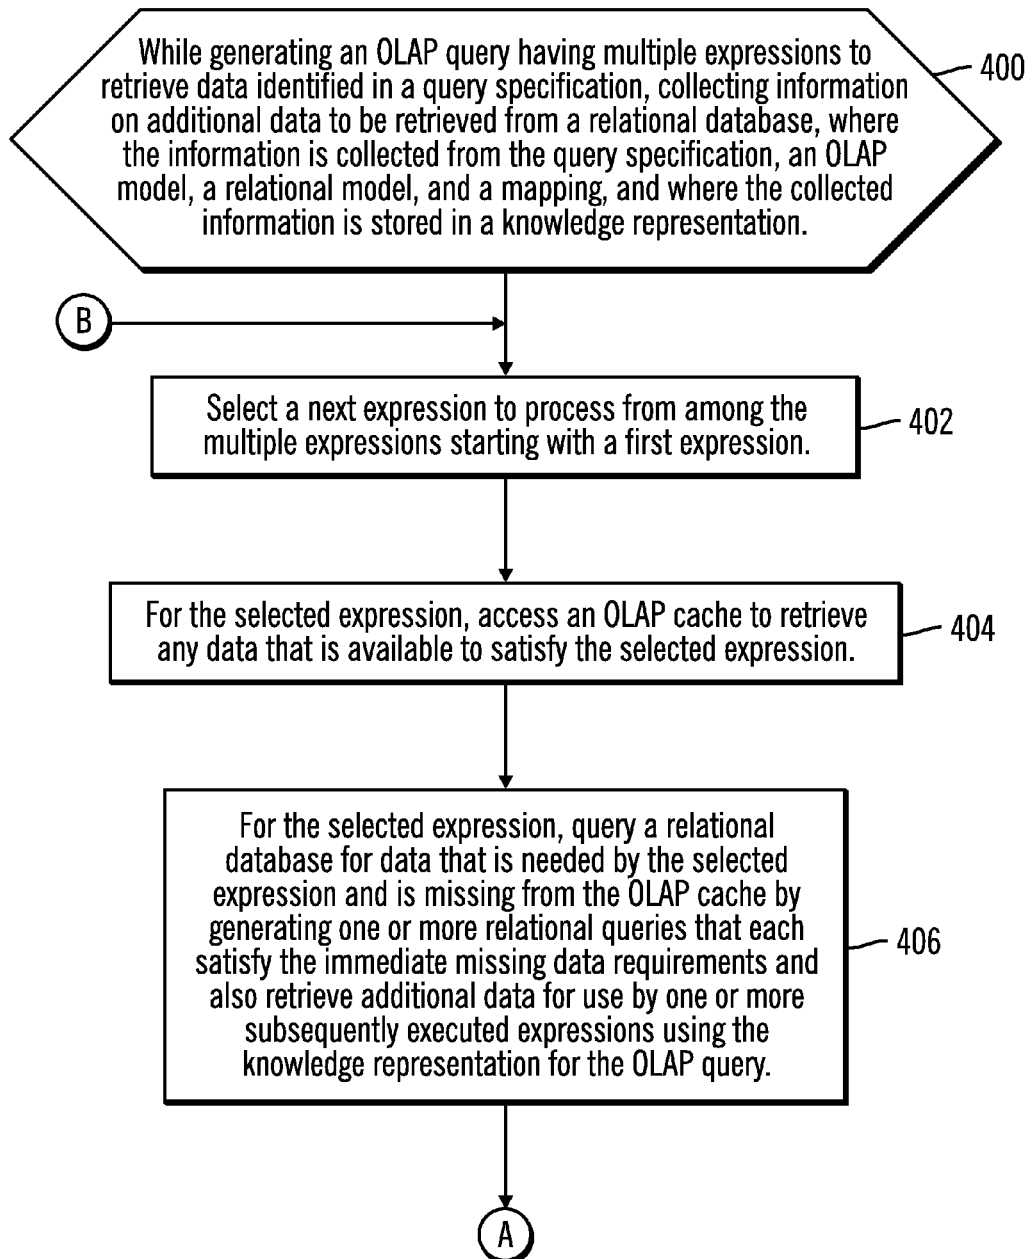 While generating an OLAP query having multiple expressions to
retrieve data identified in a query specification, collecting information
on additional data to be retrieved from a relational database, where
the information is collected from the query specification, an OLAP
model, a relational model, and a mapping, and where the collected
information is stored in a knowledge representation.
400
B
Select a next expression to process from among the
multiple expressions starting with a first expression.
402
For the selected expression, access an OLAP cache to retrieve
any data that is available to satisfy the selected expression.
404
For the selected expression, query a relational
database for data that is needed by the selected
expression and is missing from the OLAP cache by
generating one or more relational queries that each
satisfy the immediate missing data requirements and
also retrieve additional data for use by one or more
subsequently executed expressions using the
knowledge representation for the OLAP query.
406
A